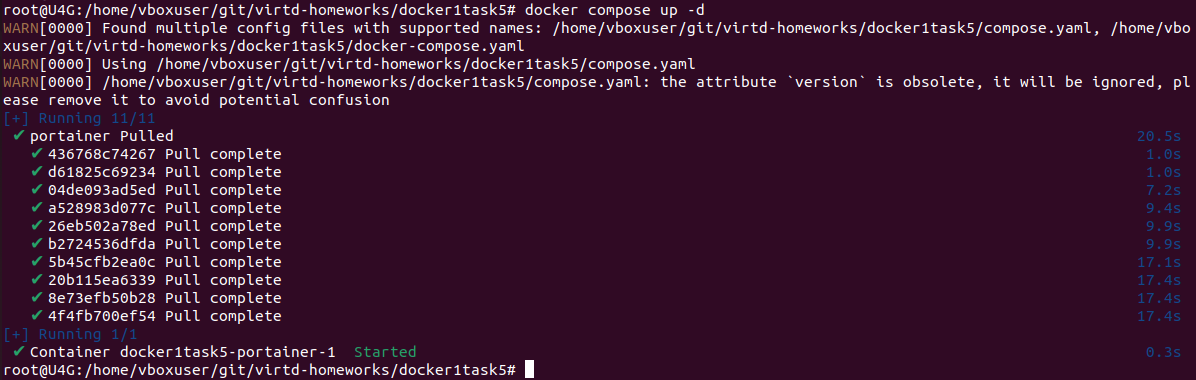 root@U4G:/home/vboxuser/git/virtd-homeworks/docker1task5# docker compose up -d
WARN[0000] Found multiple config files with supported names: /home/vboxuser/git/virtd-homeworks/docker1task5/compose.yaml, /home/vbo
xuser/git/virtd-homeworks/docker1task5/docker-compose.yaml
WARN[0000] Using /home/vboxuser/git/virtd-homeworks/docker1task5/compose.yaml
WARN[0000] /home/vboxuser/git/virtd-homeworks/docker1task5/compose.yaml: the attribute `version` is obsolete, it will be ignored, pl
ease remove it to avoid potential confusion
[+] Running 11/11
✔ portainer Pulled 20.5s
✔ 436768c74267 Pull complete 1.0s
✔ d61825c69234 Pull complete 1.0s
✔ 04de093ad5ed Pull complete 7.2s
✔ a528983d077c Pull complete 9.4s
✔ 26eb502a78ed Pull complete 9.9s
✔ b2724536dfda Pull complete 9.9s
✔ 5b45cfb2ea0c Pull complete 17.1s
✔ 20b115ea6339 Pull complete 17.4s
✔ 8e73efb50b28 Pull complete 17.4s
✔ 4f4fb700ef54 Pull complete 17.4s
[+] Running 1/1
✔ Container docker1task5-portainer-1 Started 0.3s
root@U4G:/home/vboxuser/git/virtd-homeworks/docker1task5#